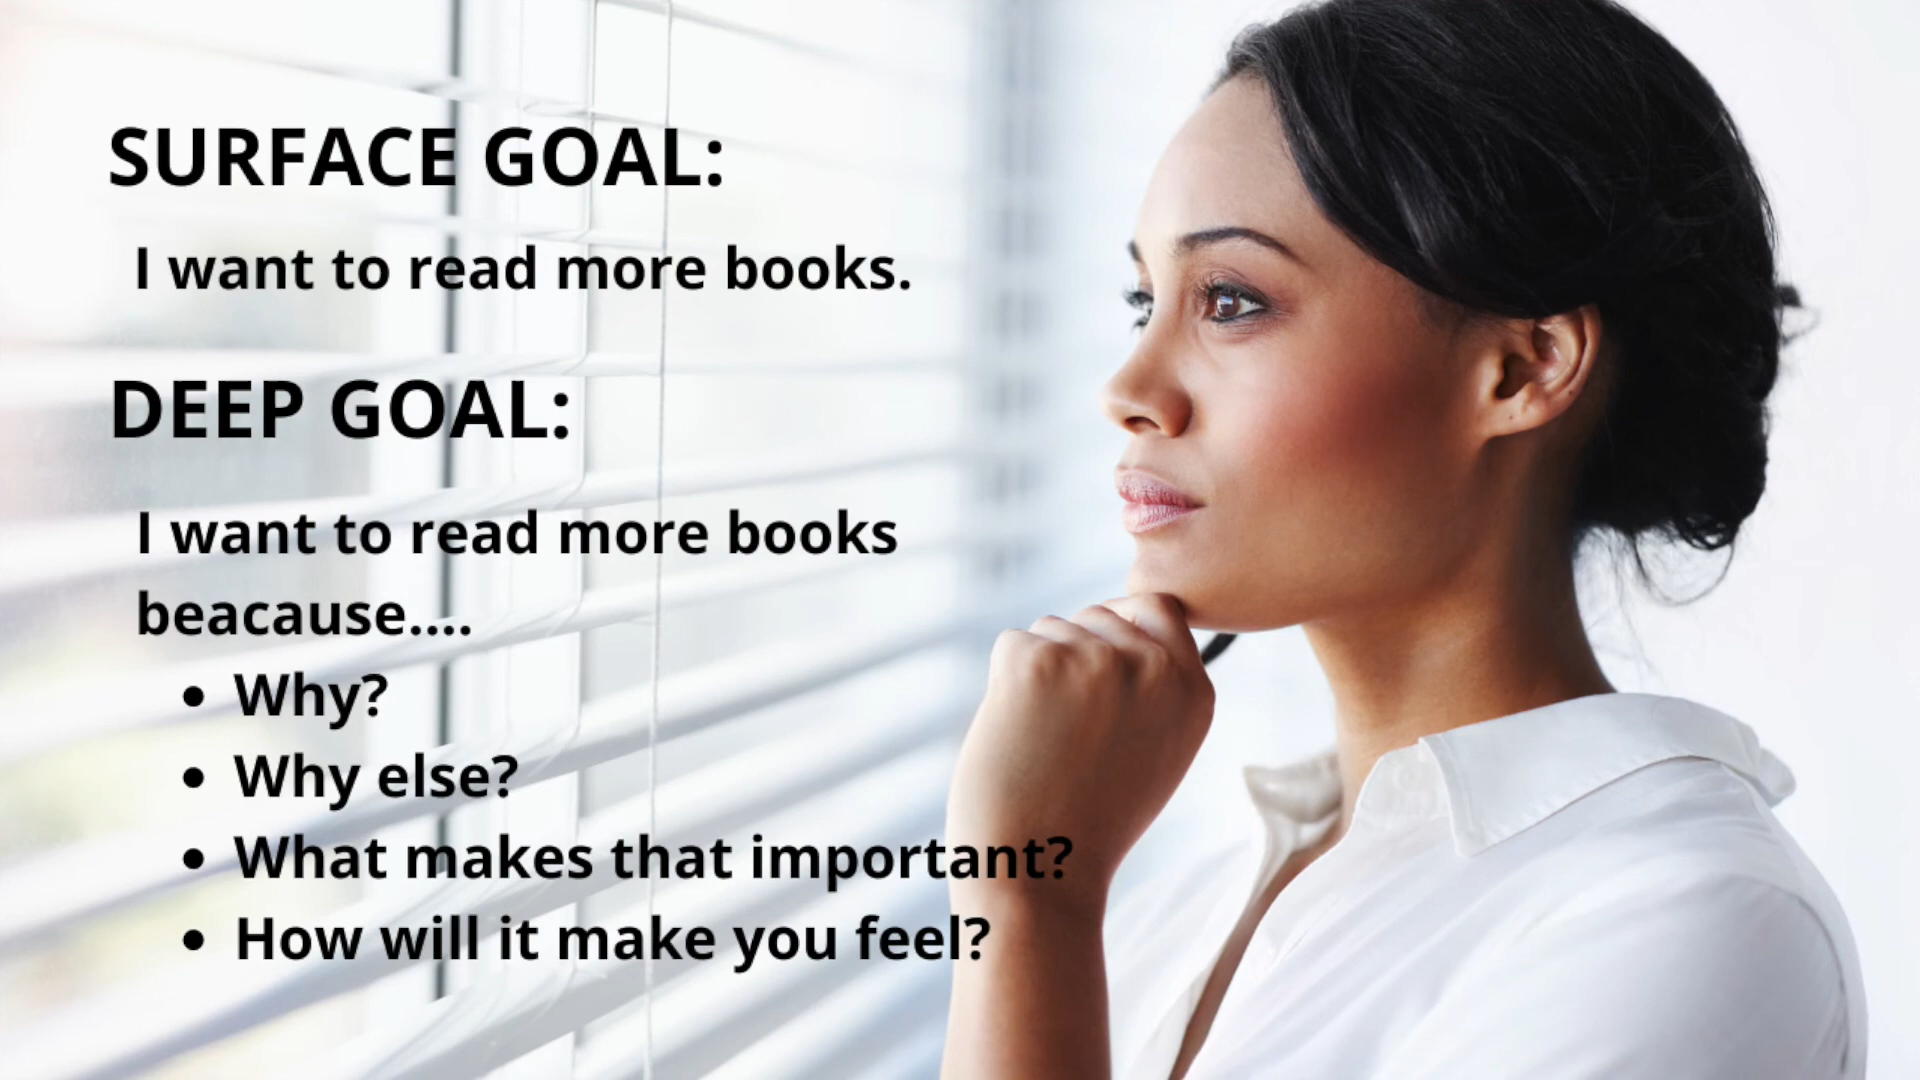 SURFACE GOAL:
I want to read more books.
DEEP GOAL:
I want to read more books
beacause....
• Why?
• Why else?
• What makes that important?
• How will it make you feel?